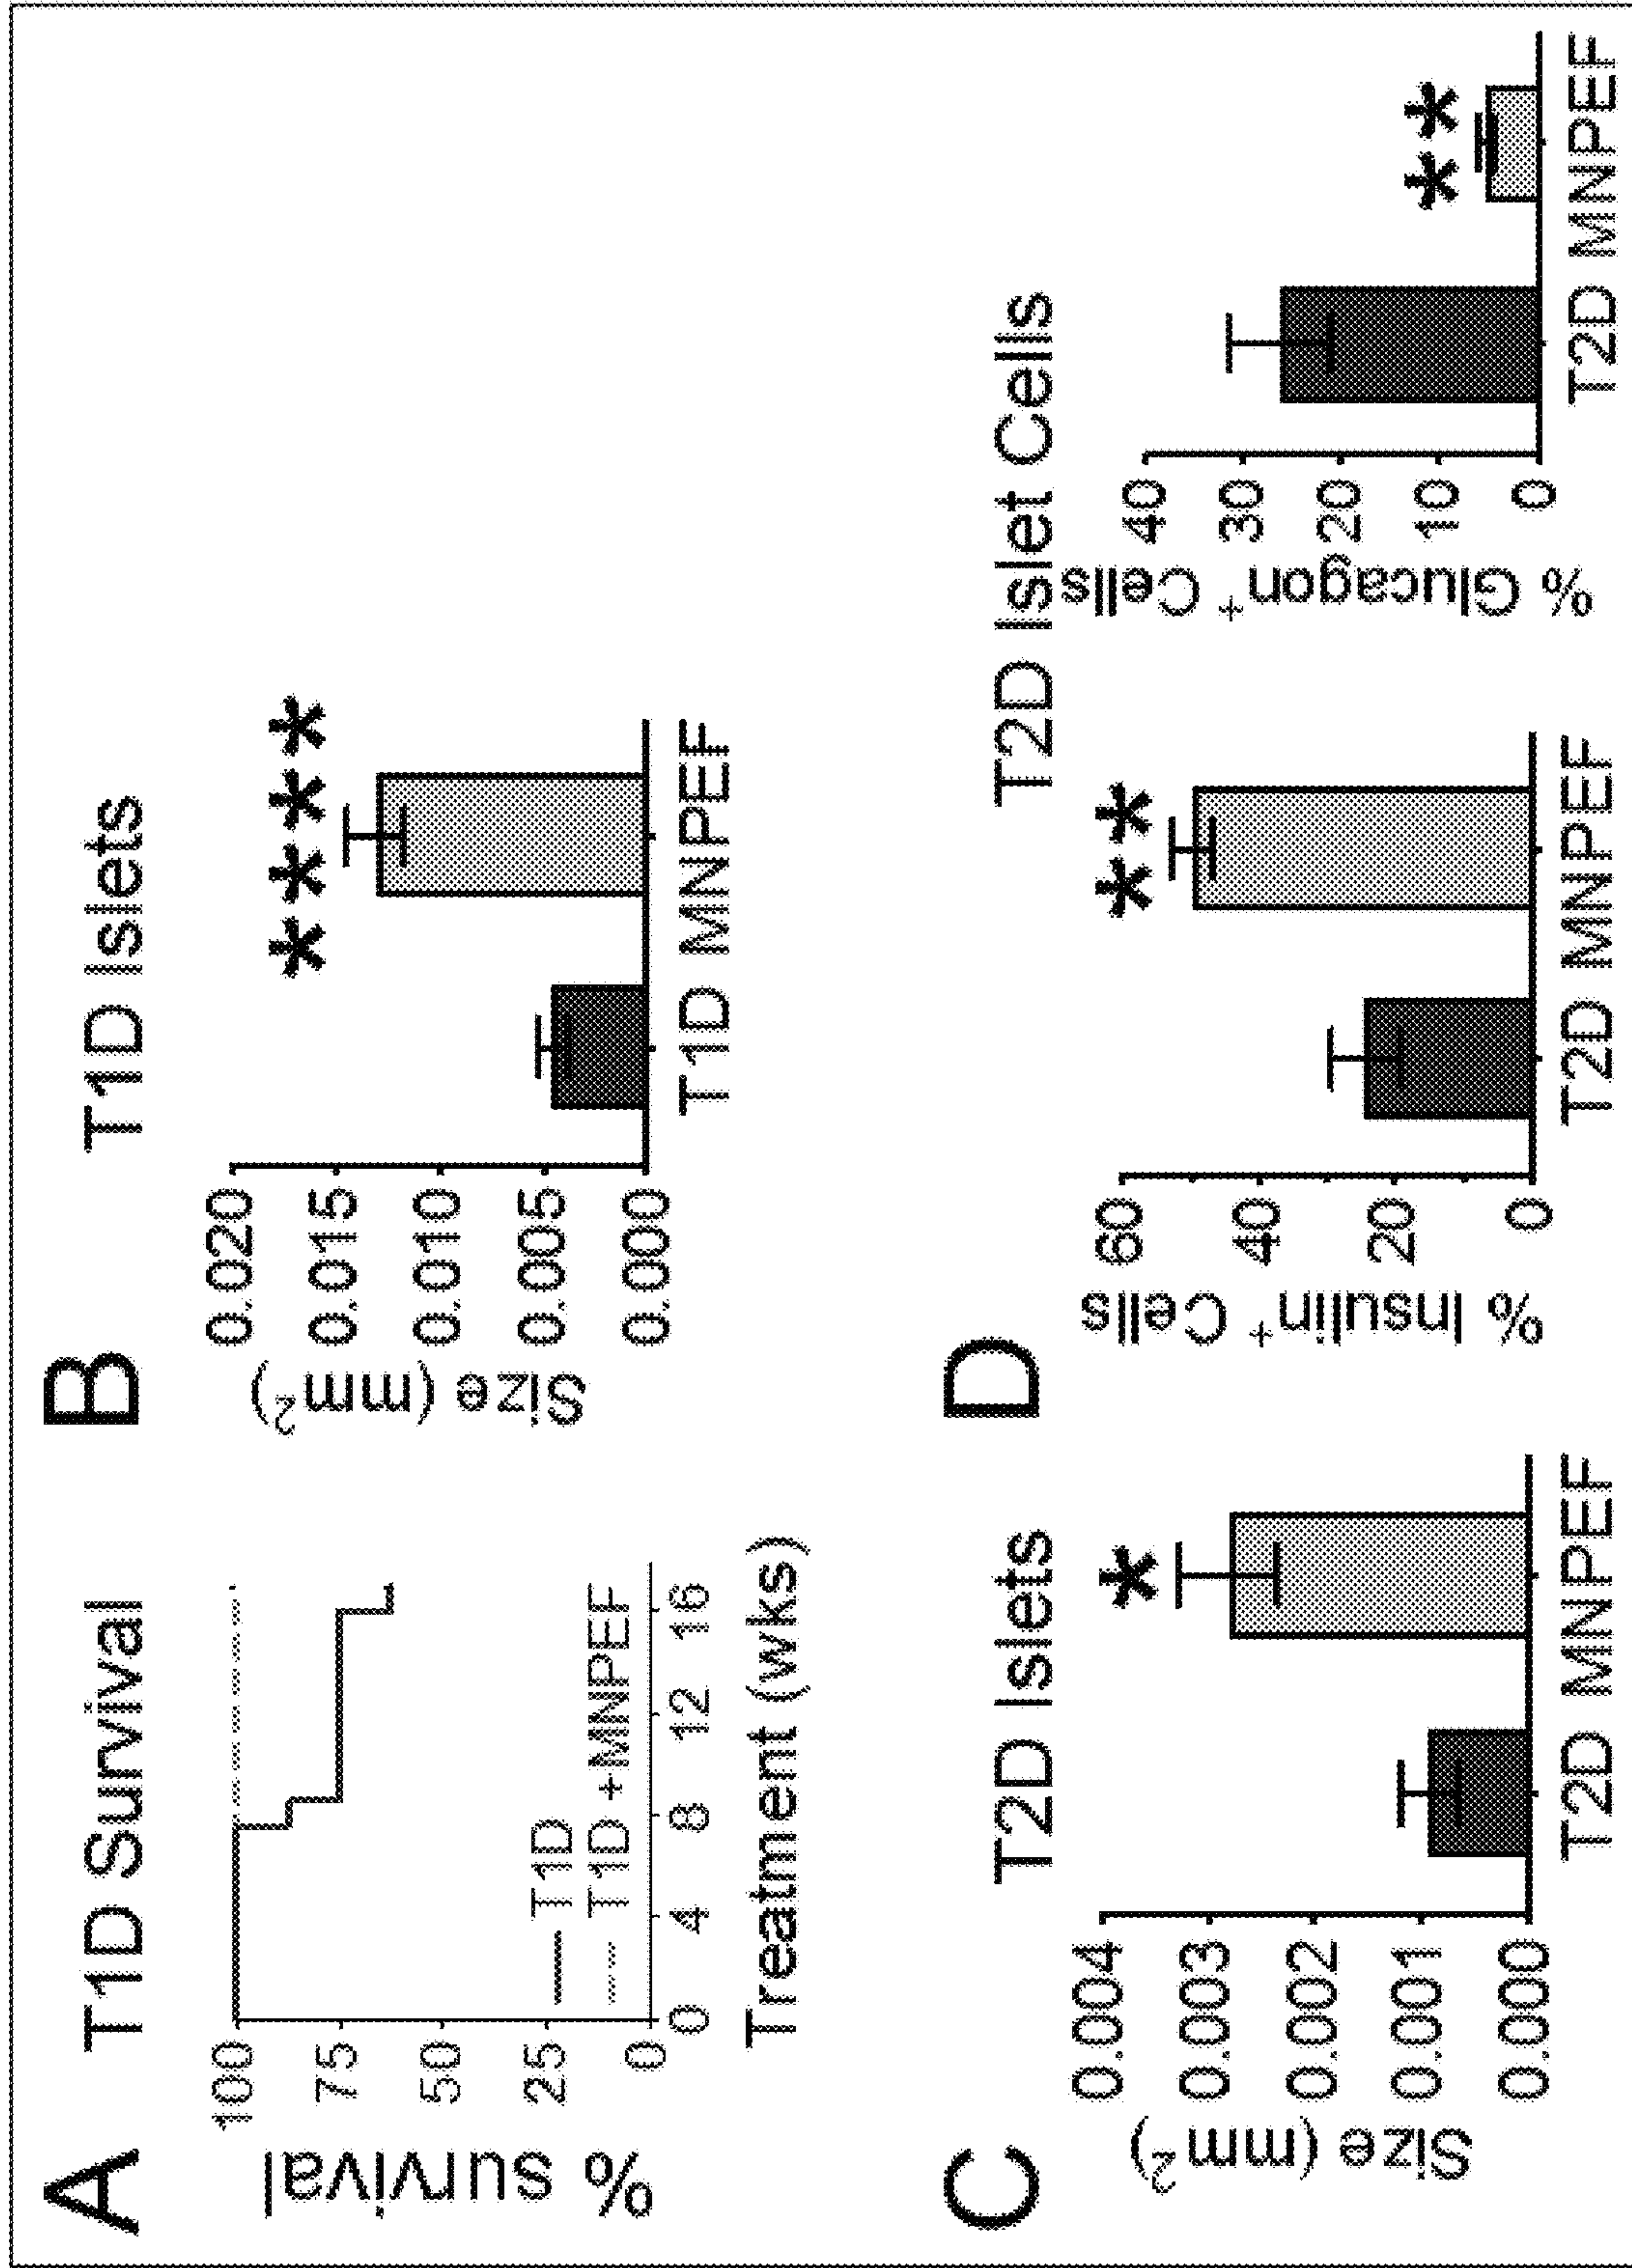 A
T1D Survival
% survival
100
75
50
25
0
T1D
T1D +MNPEF
0 4 8 12 16
Treatment (wks)
B
T1D Islets
Size (mm²)
0.020
0.015
0.010
0.005
0.000
****
T1D MNPEF
C
T2D Islets
Size (mm²)
0.004
0.003
0.002
0.001
0.000
*
T2D MNPEF
D
T2D Islet Cells
% Insulin⁺ Cells
60
40
20
0
**
T2D MNPEF
% Glucagon⁺ Cells
40
30
20
10
0
**
T2D MNPEF